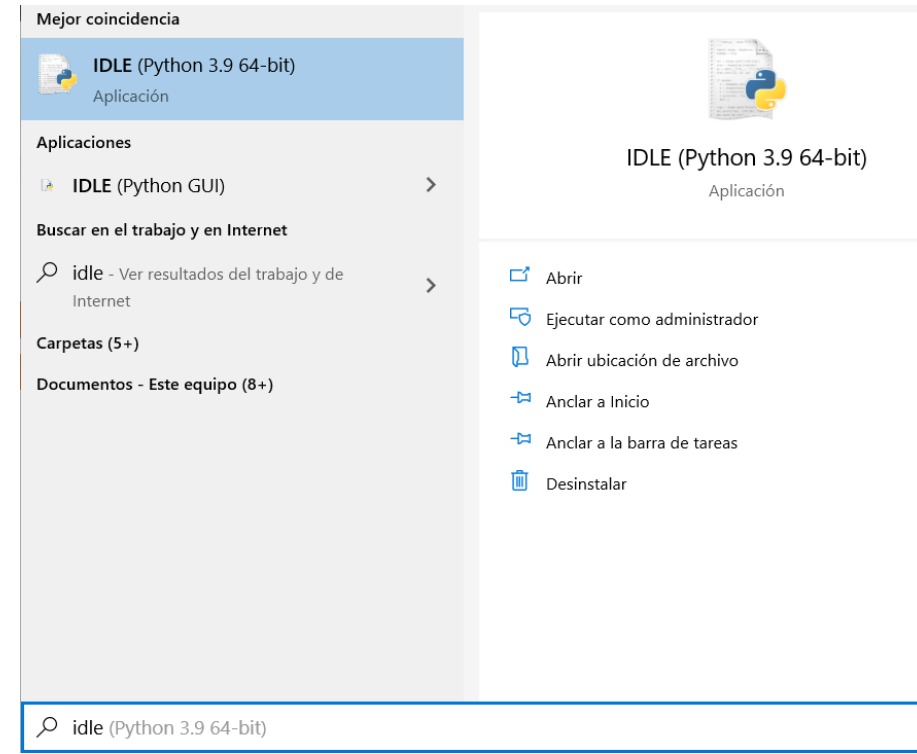 Mejor coincidencia
IDLE (Python 3.9 64-bit)
Aplicación
Aplicaciones
IDLE (Python GUI)
Buscar en el trabajo y en Internet
idle - Ver resultados del trabajo y de
Internet
Carpetas (5+)
Documentos - Este equipo (8+)
IDLE (Python 3.9 64-bit)
Aplicación
Abrir
Ejecutar como administrador
Abrir ubicación de archivo
Anclar a Inicio
Anclar a la barra de tareas
Desinstalar
idle (Python 3.9 64-bit)